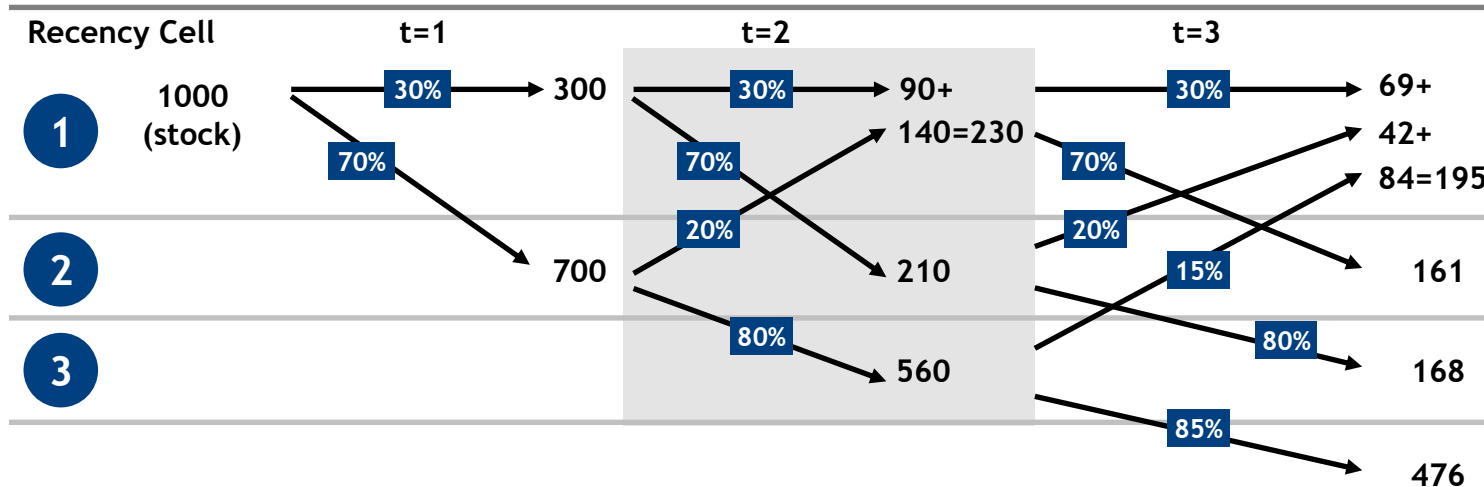 Recency Cell t=1 t=2 t=3
1000 30% 300 30% 90+ 30% 69+
1 (stock) 140=230 42+
70% 70% 70% 84=195
20% 20%
2 700 210 15% 161
80% 80%
3 560 168
85%
476